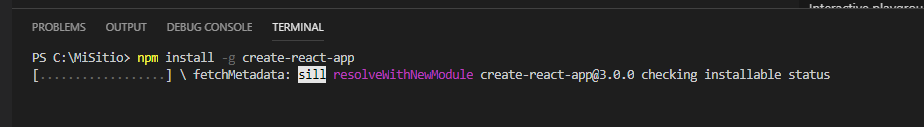 Interactive playgrou
PROBLEMS OUTPUT DEBUG CONSOLE TERMINAL
PS C:\MiSitio> npm install -g create-react-app
[..................] \ fetchMetadata: sill resolveWithNewModule create-react-app@3.0.0 checking installable status